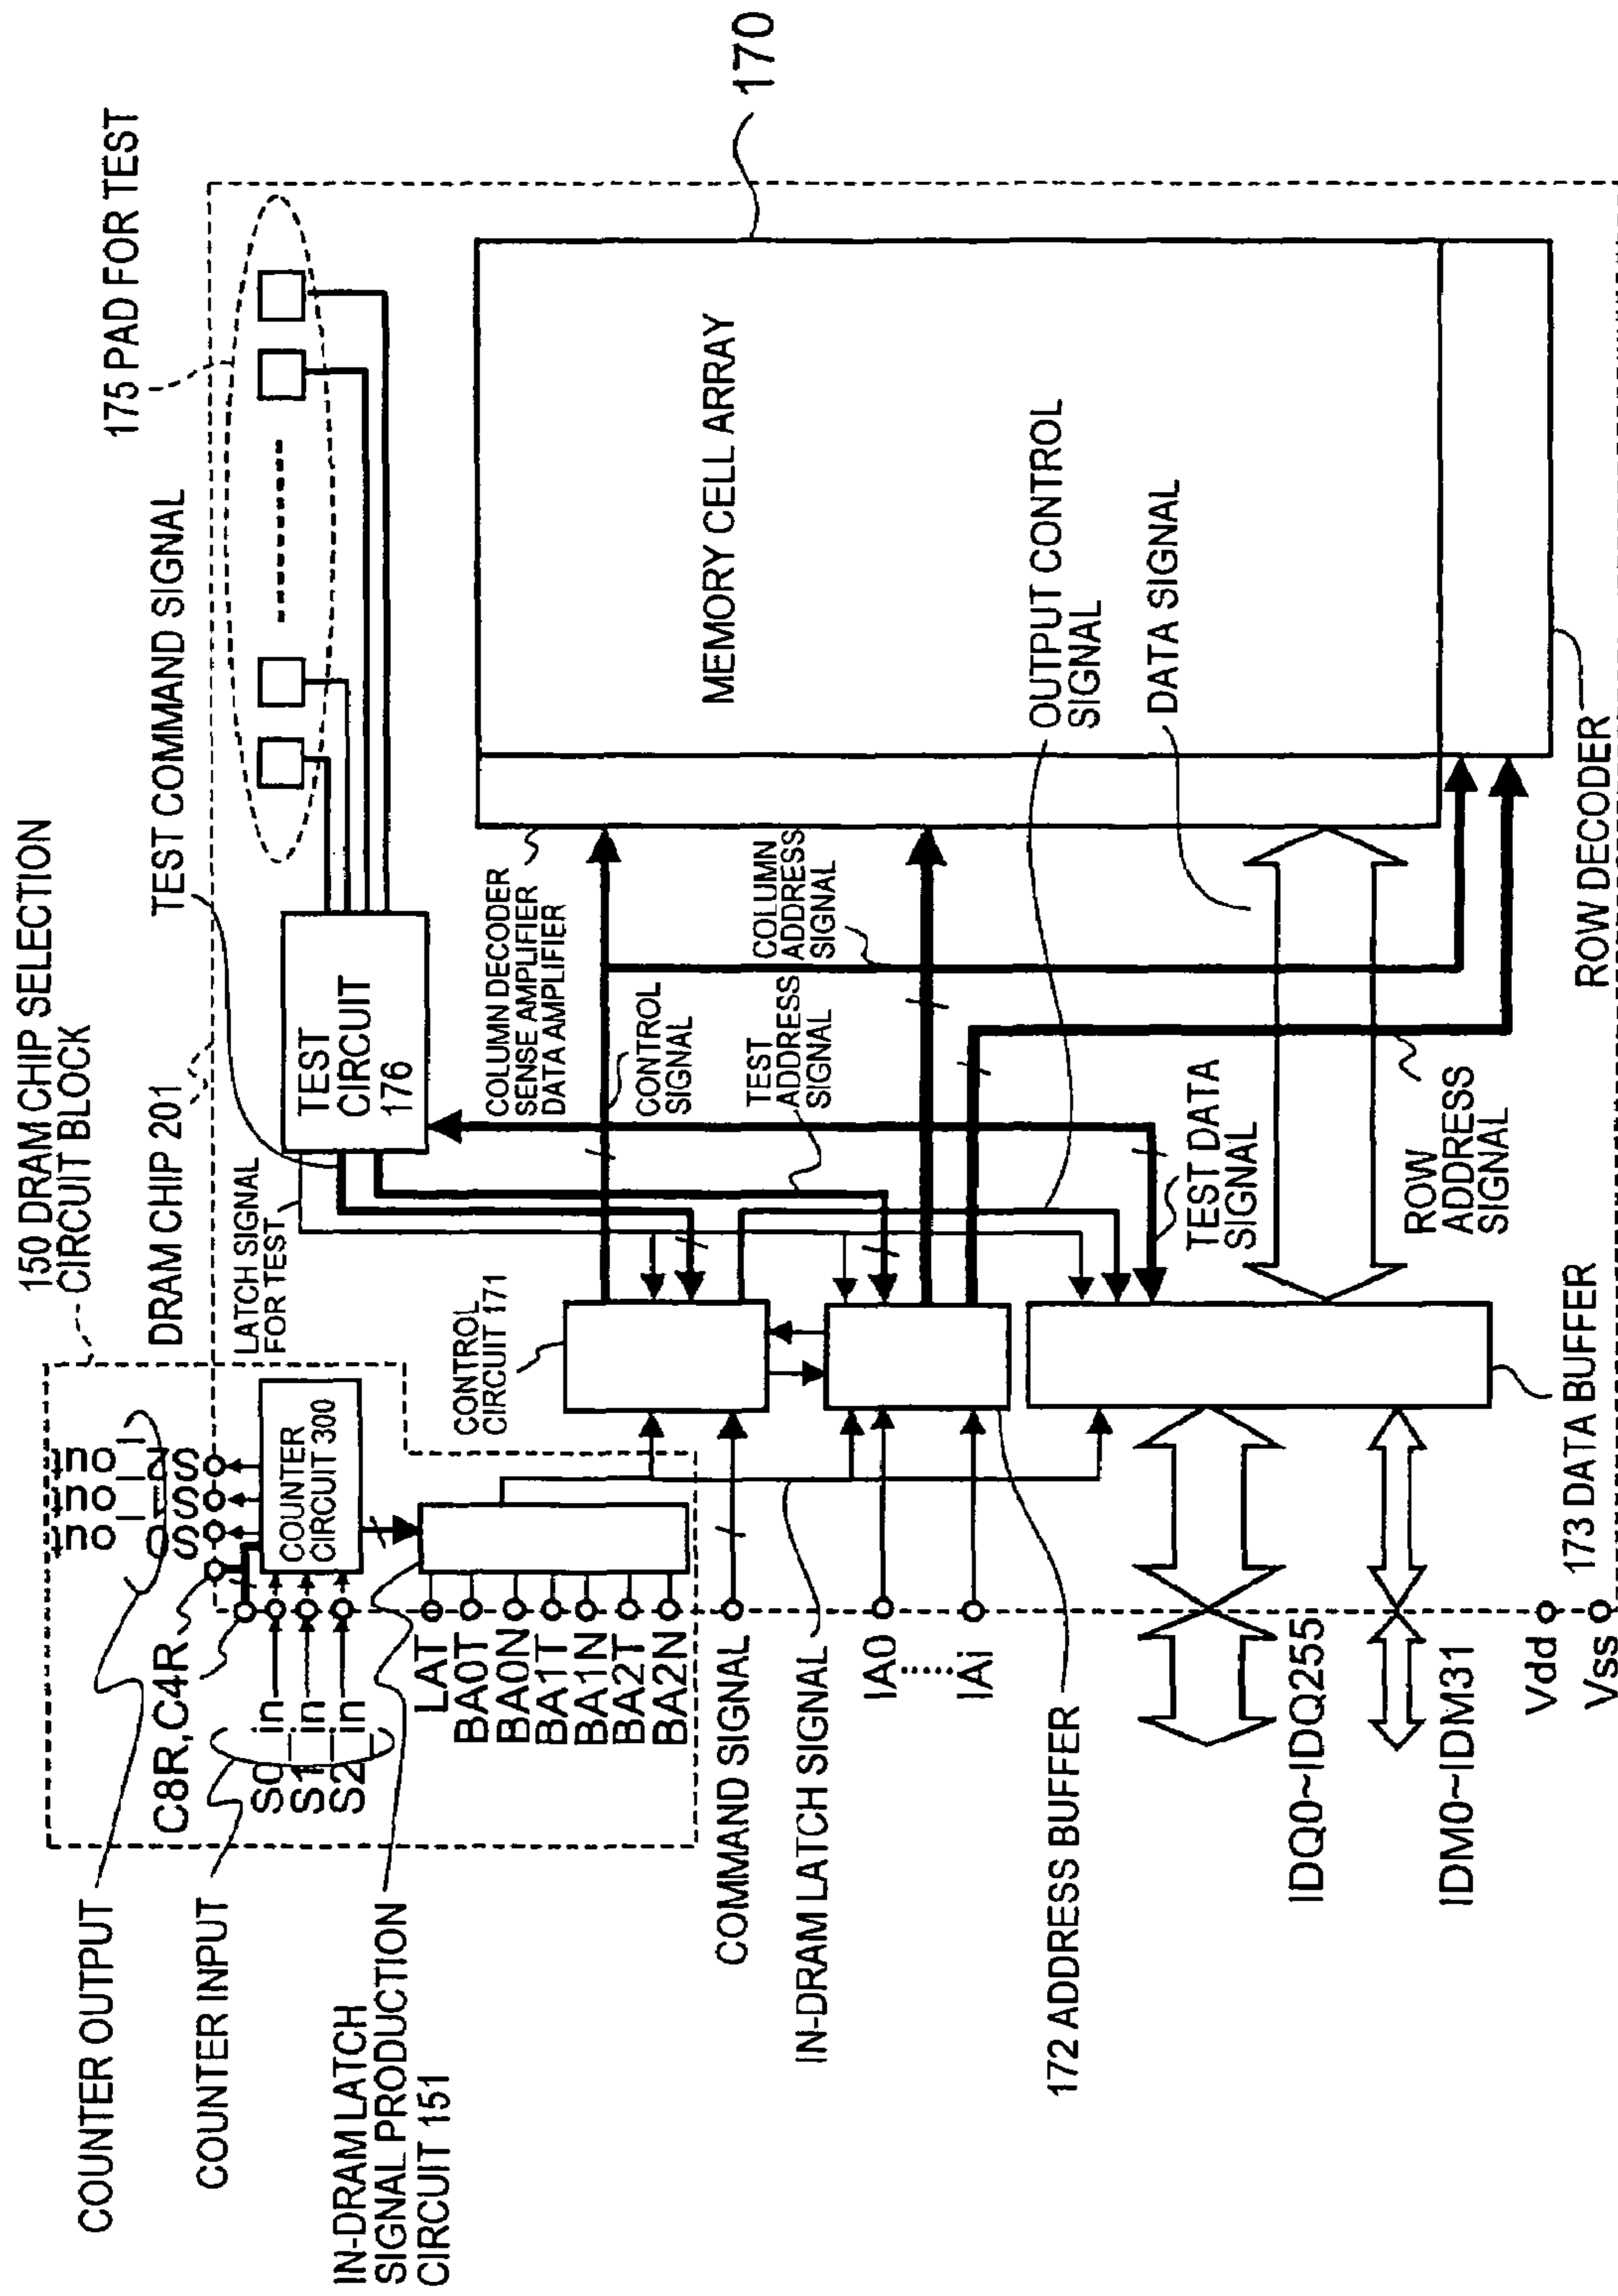 150 DRAM CHIP SELECTION
CIRCUIT BLOCK
DRAM CHIP 201
TEST COMMAND SIGNAL
175 PAD FOR TEST
COUNTER OUTPUT
S0_out
S1_out
S2_out
C8R,C4R
COUNTER INPUT
S0_in
S1_in
S2_in
COUNTER
CIRCUIT 300
LATCH SIGNAL
FOR TEST
TEST
CIRCUIT
176
IN-DRAM LATCH
SIGNAL PRODUCTION
CIRCUIT 151
LAT
BA0T
BA0N
BA1T
BA1N
BA2T
BA2N
CONTROL
CIRCUIT 171
COLUMN DECODER
SENSE AMPLIFIER
DATA AMPLIFIER
CONTROL
SIGNAL
MEMORY CELL ARRAY
170
COMMAND SIGNAL
TEST
ADDRESS
SIGNAL
COLUMN
ADDRESS
SIGNAL
IN-DRAM LATCH SIGNAL
IA0
......
IAi
OUTPUT CONTROL
SIGNAL
172 ADDRESS BUFFER
TEST DATA
SIGNAL
DATA SIGNAL
IDQ0~IDQ255
IDM0~IDM31
ROW
ADDRESS
SIGNAL
Vdd
Vss
173 DATA BUFFER
ROW DECODER